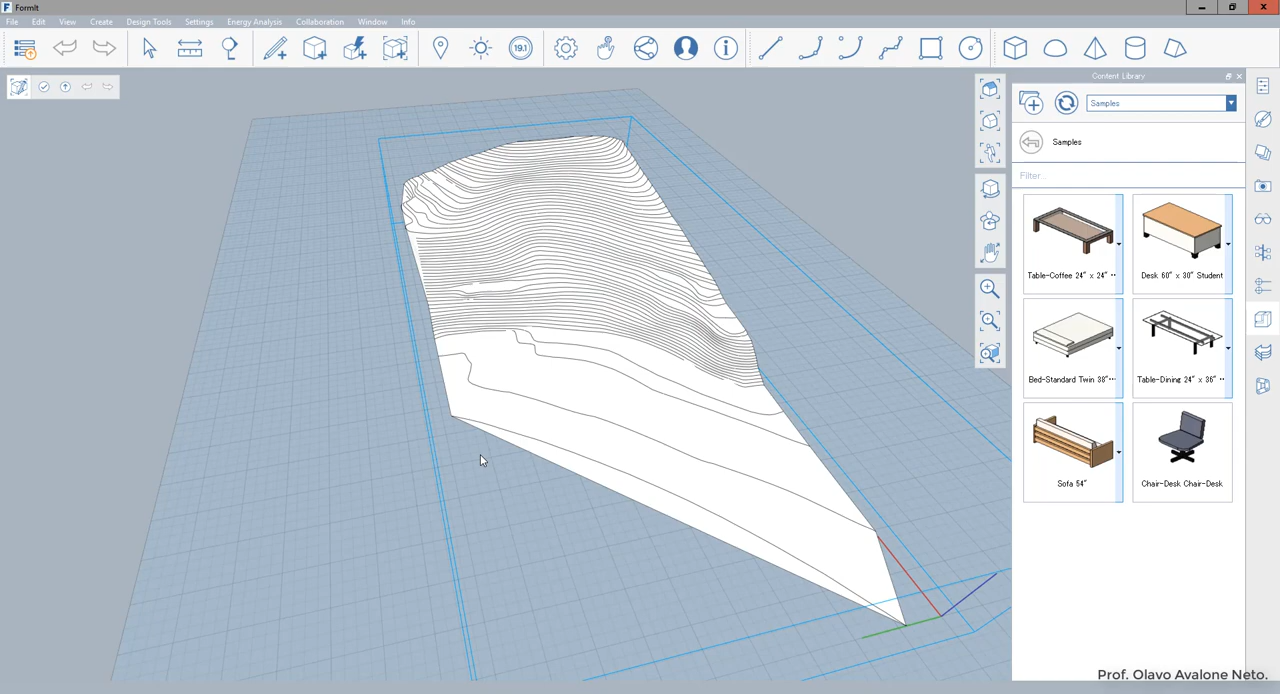 FormIt
File Edit View Create Design Tools Settings Energy Analysis Collaboration Window Info
19.1
Content Library
Samples
Samples
Filter...
Table-Coffee 24" x 24" ··
Desk 60" x 30" Student
Bed-Standard Twin 38"··
Table-Dining 24" x 36" ··
Sofa 54"
Chair-Desk Chair-Desk
Prof. Olavo Avalone Neto.